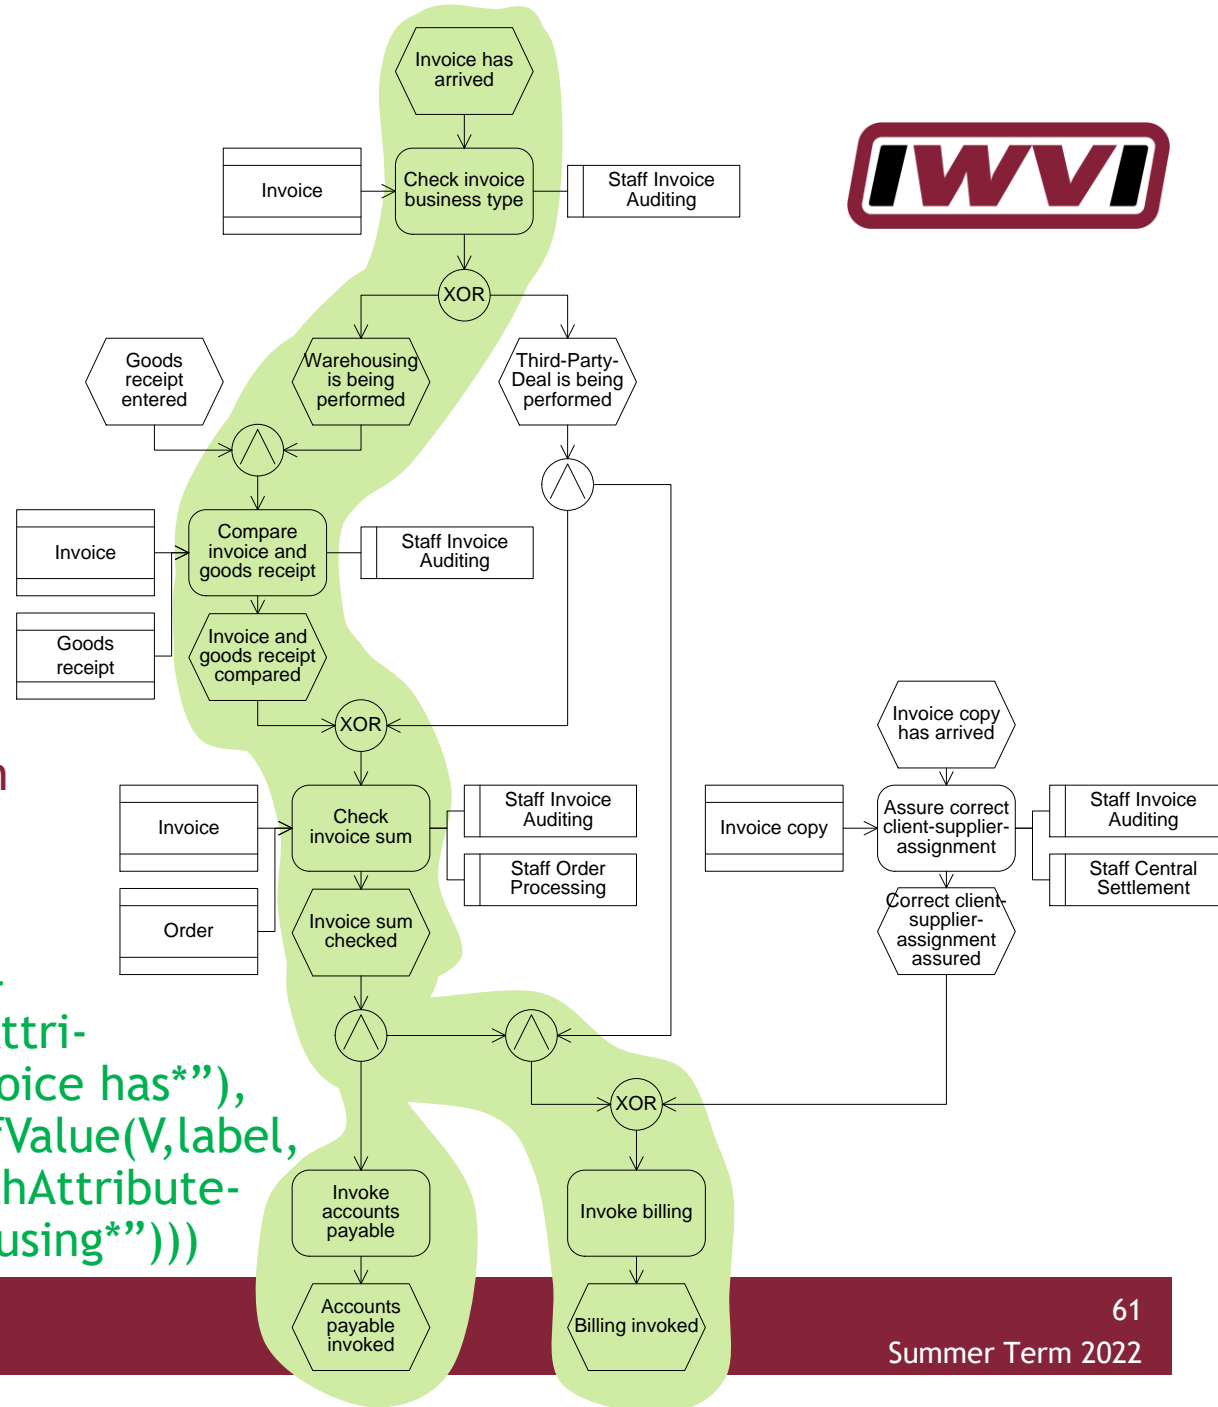 Invoice has
arrived
IWVI
Invoice
Check invoice
business type
Staff Invoice
Auditing
XOR
Goods
receipt
entered
Warehousing
is being
performed
Third-Party-
Deal is being
performed
Invoice
Compare
invoice and
goods receipt
Staff Invoice
Auditing
Goods
receipt
Invoice and
goods receipt
compared
XOR
Invoice copy
has arrived
n
Invoice
Check
invoice sum
Staff Invoice
Auditing
Staff Order
Processing
Invoice copy
Assure correct
client-supplier-
assignment
Staff Invoice
Auditing
Staff Central
Settlement
Order
Invoice sum
checked
Correct client-
supplier-
assignment
assured
ttri-
oice has*”),
fValue(V,label,
hAttribute-
using*”)))
XOR
Invoke
accounts
payable
Invoke billing
Accounts
payable
invoked
Billing invoked
61
Summer Term 2022